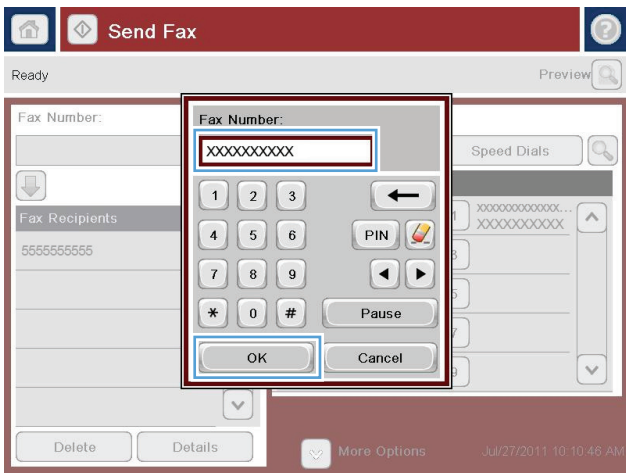 Send Fax
Ready
Preview
Fax Number:
Speed Dials
Fax Recipients
5555555555
XXXXXXXXXXXXX...
XXXXXXXXXX
Fax Number:
XXXXXXXXXX
1 2 3
4 5 6 PIN
7 8 9
* 0 # Pause
OK Cancel
Delete Details
More Options
Jul/27/2011 10:10:46 AM